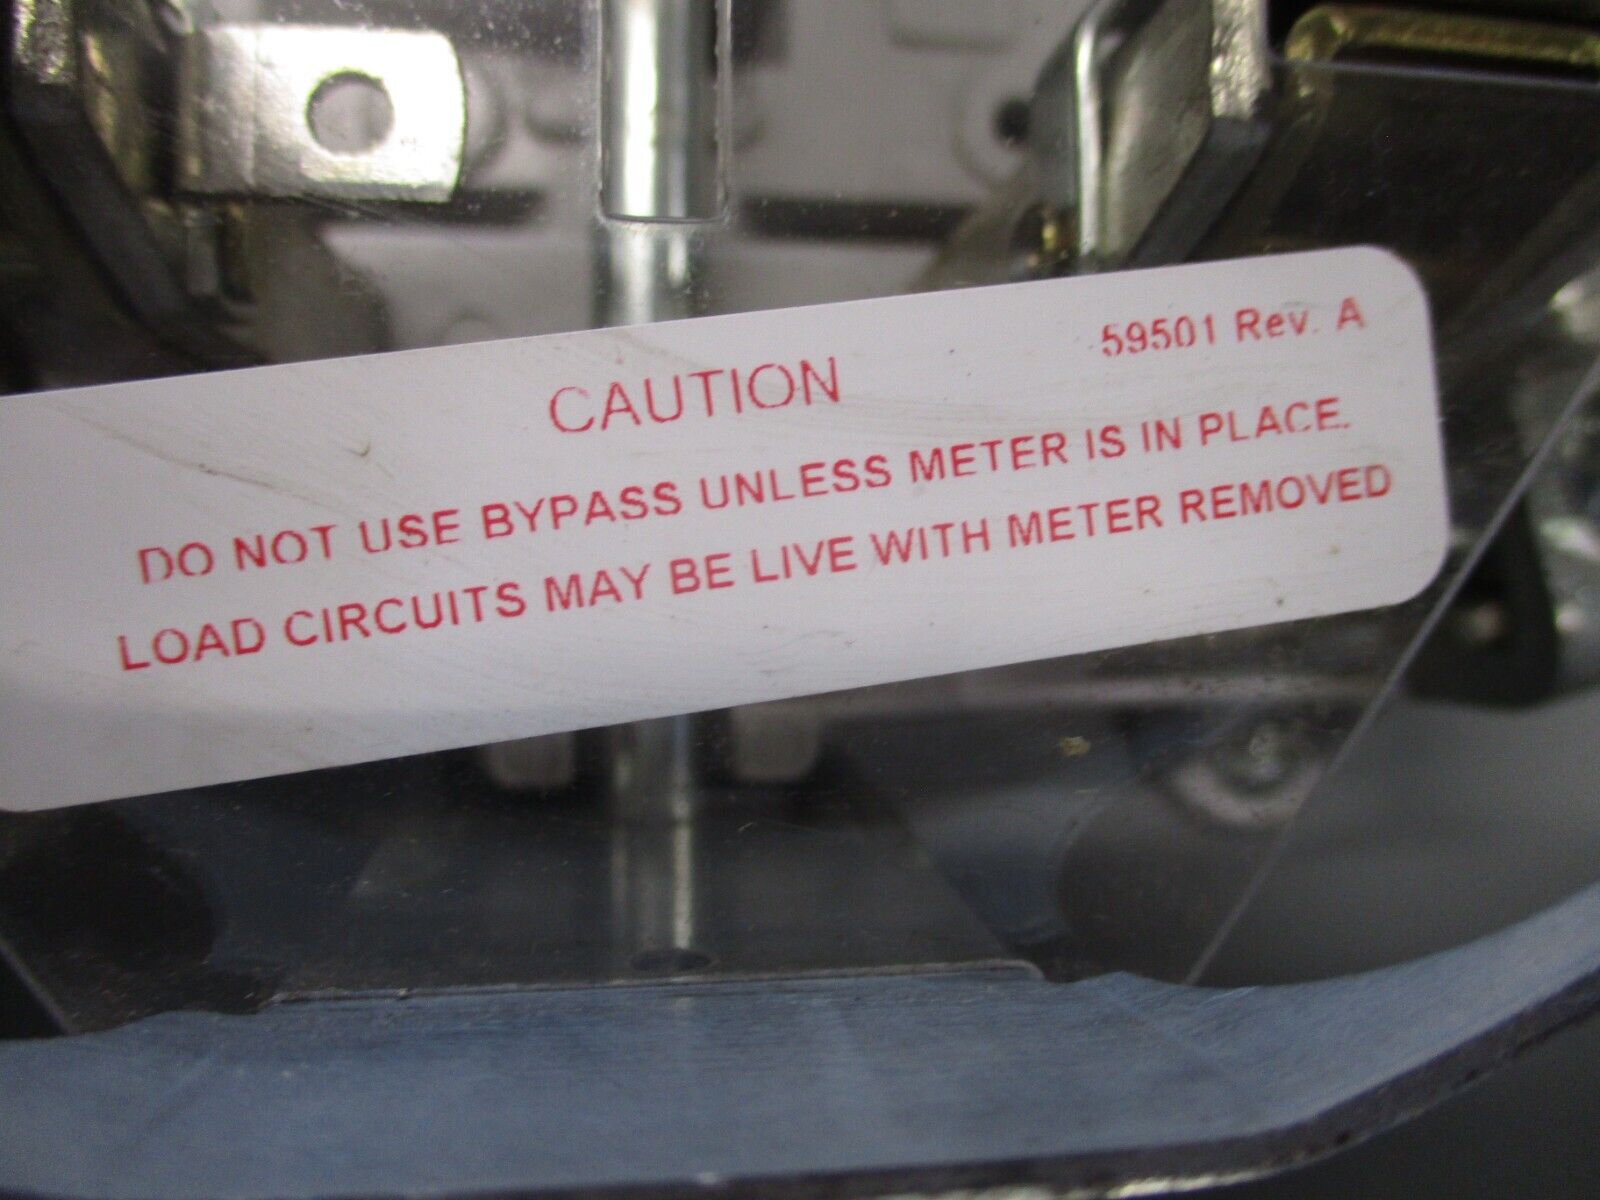 59501 Rev. A
CAUTION
DO NOT USE BYPASS UNLESS METER IS IN PLACE.
LOAD CIRCUITS MAY BE LIVE WITH METER REMOVED